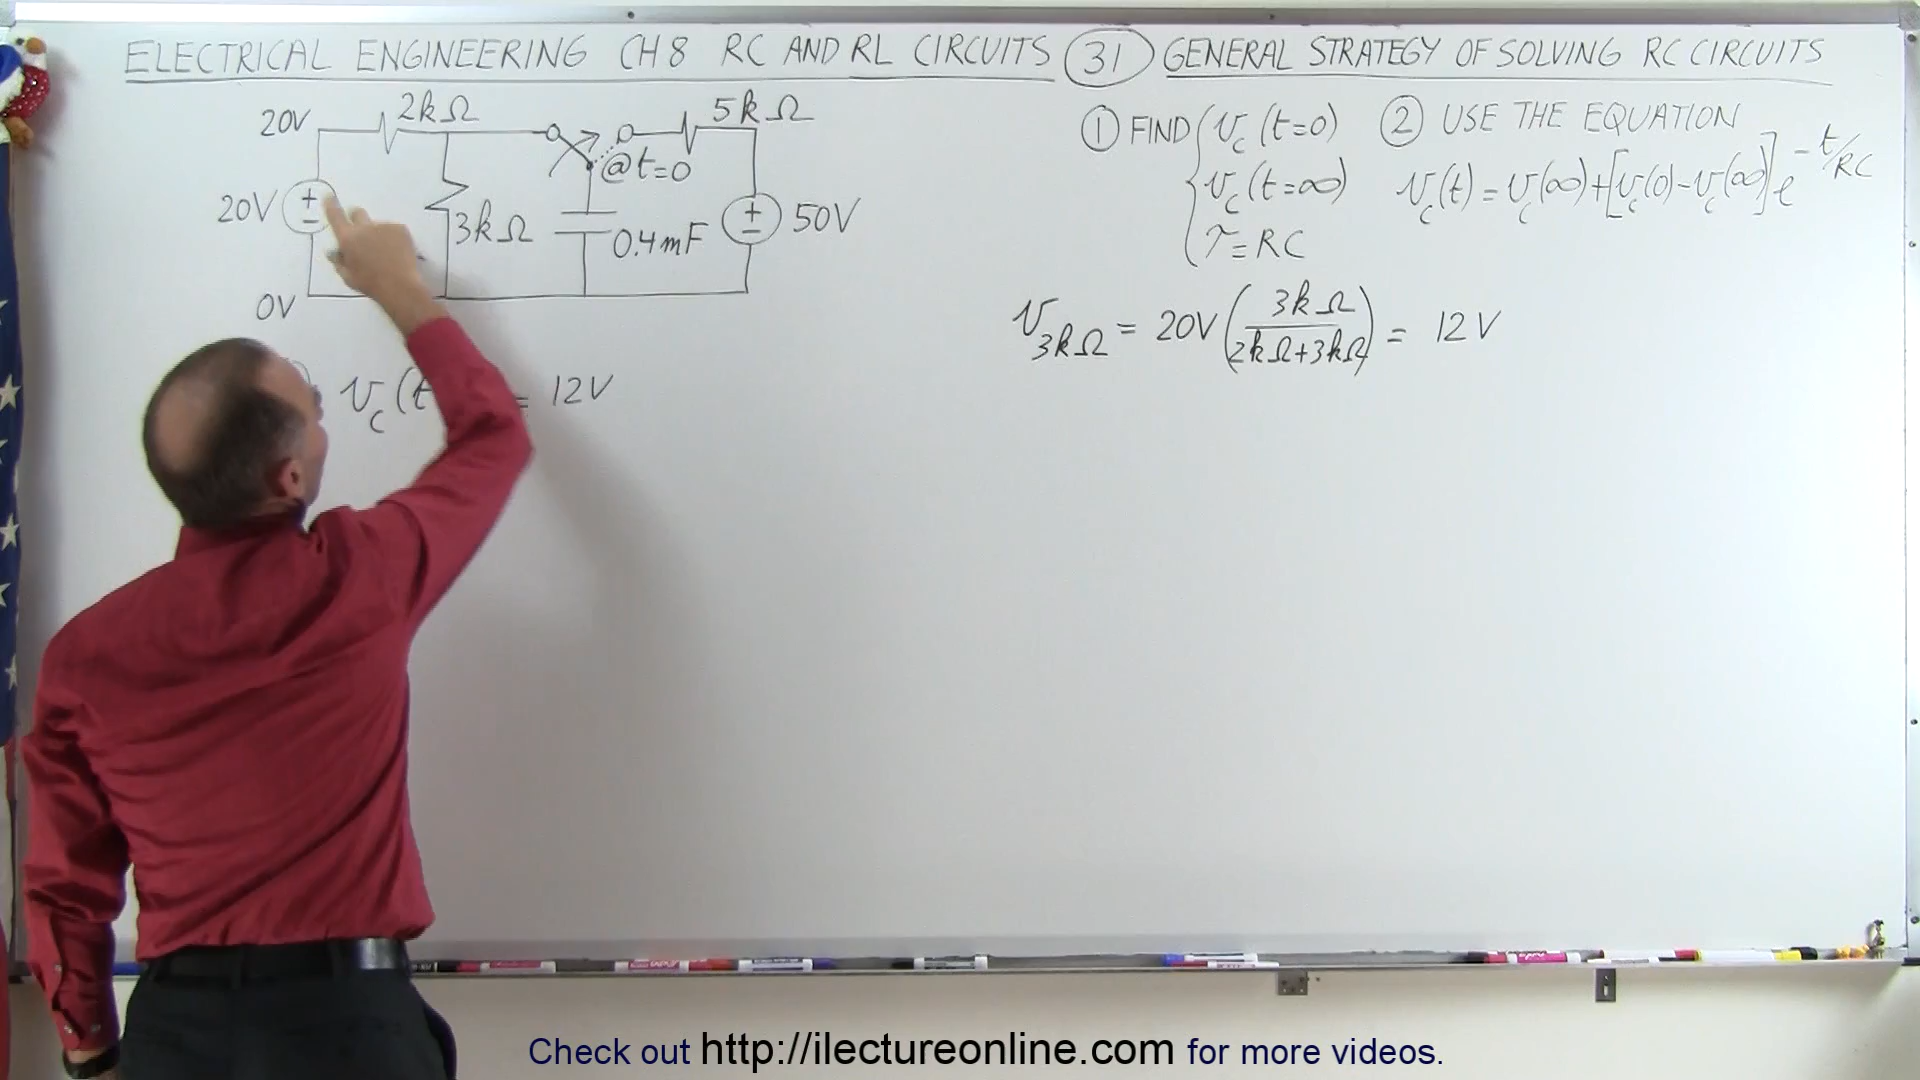 ELECTRICAL ENGINEERING CH 8 RC AND RL CIRCUITS 31 GENERAL STRATEGY OF SOLVING RC CIRCUITS
20V 2kΩ 5kΩ
@t=0
20V + − 3kΩ 0.4mF + − 50V
0V
① FIND { v_c(t=0)
v_c(t=∞)
τ=RC
② USE THE EQUATION
v_c(t) = v_c(∞)+[v_c(0)−v_c(∞)]e^−t/RC
v_3kΩ = 20V(3kΩ/2kΩ+3kΩ) = 12V
v_c(t = 12V
Check out http://ilectureonline.com for more videos.